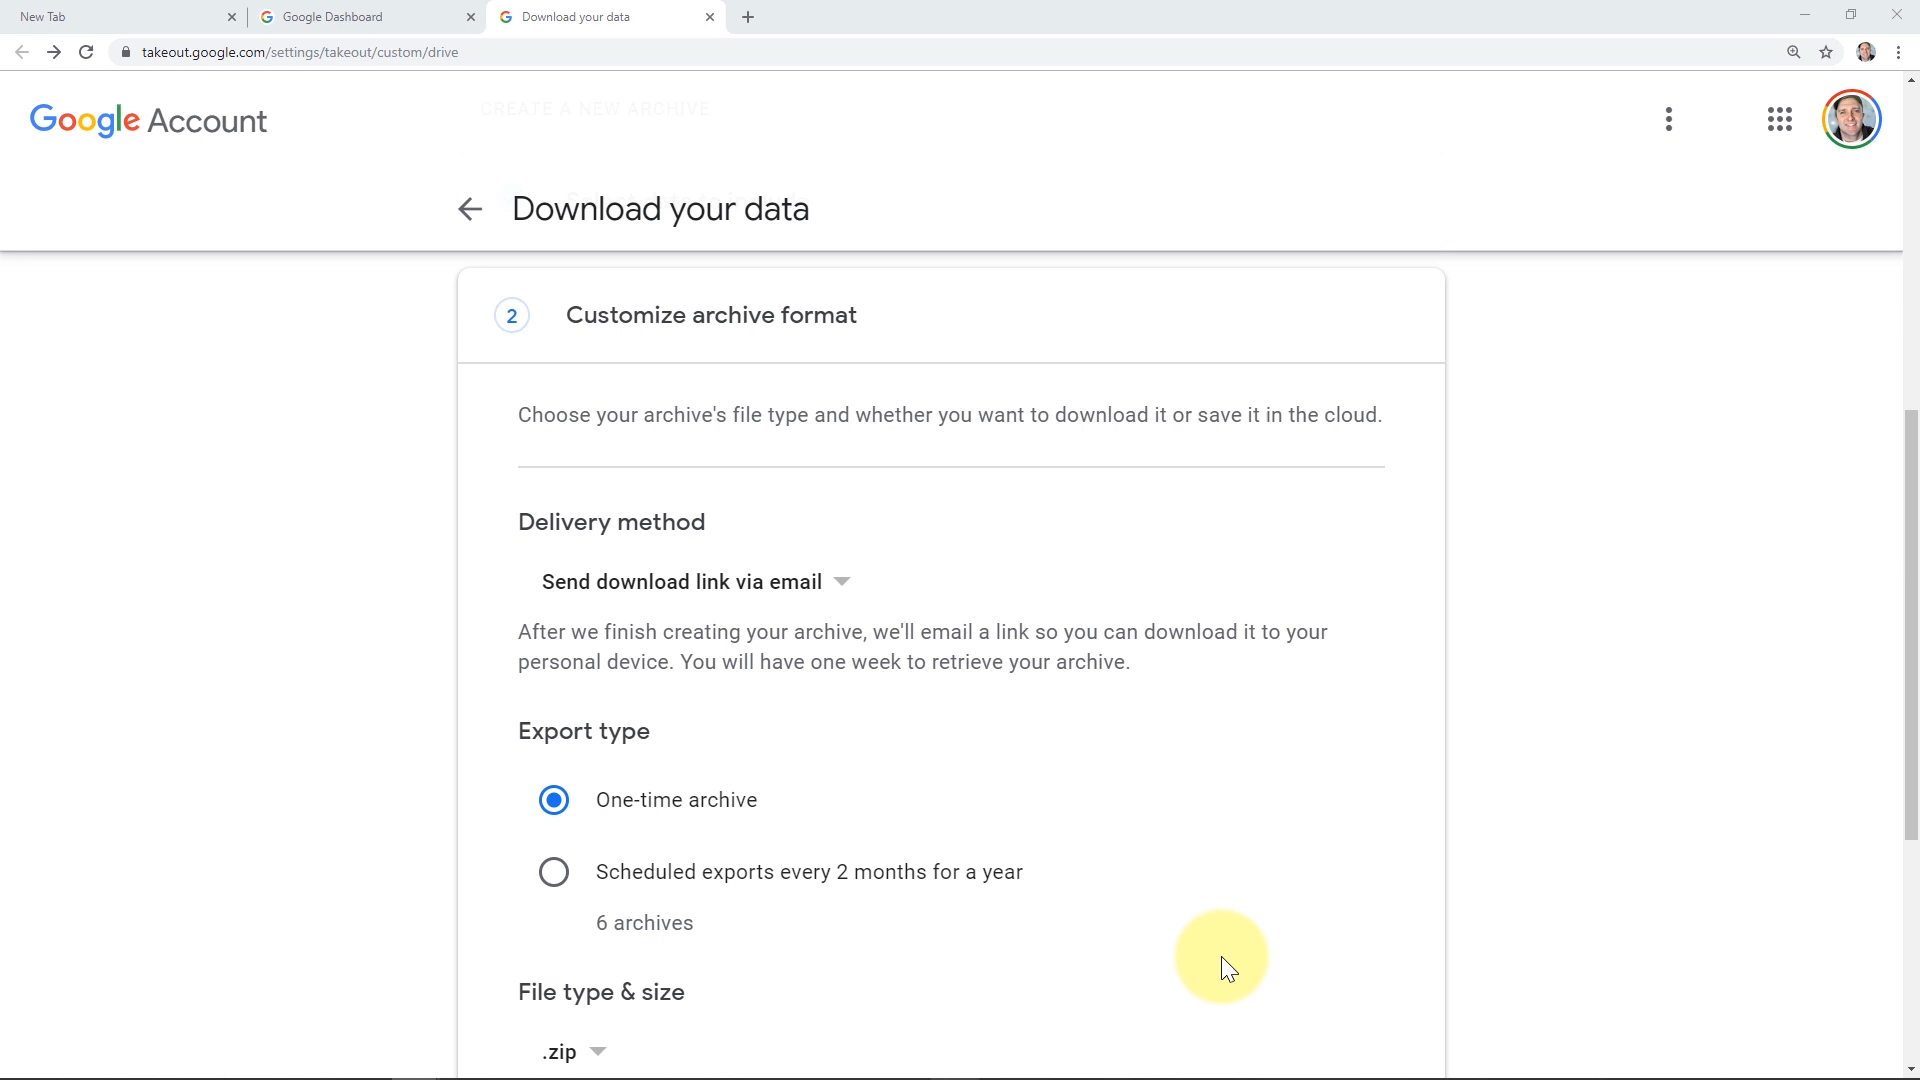 New Tab
Google Dashboard
Download your data
takeout.google.com/settings/takeout/custom/drive
Google Account
CREATE A NEW ARCHIVE
Download your data
2 Customize archive format
Choose your archive's file type and whether you want to download it or save it in the cloud.
Delivery method
Send download link via email
After we finish creating your archive, we'll email a link so you can download it to your
personal device. You will have one week to retrieve your archive.
Export type
One-time archive
Scheduled exports every 2 months for a year
6 archives
File type & size
.zip